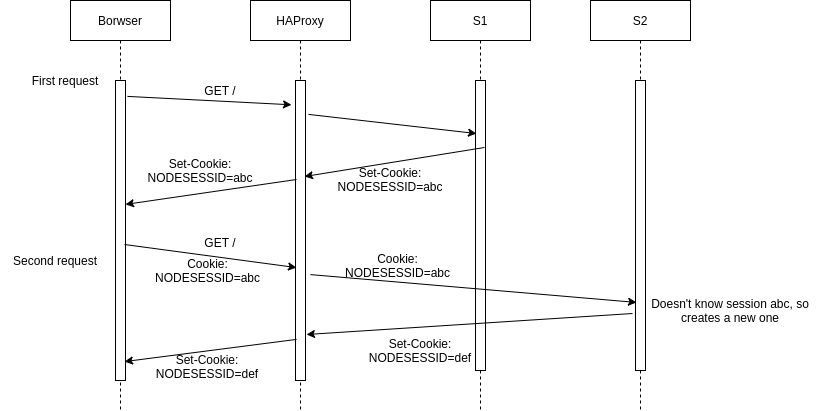 Borwser
HAProxy
S1
S2
First request
GET /
Set-Cookie:
NODESESSID=abc
Set-Cookie:
NODESESSID=abc
Second request
GET /
Cookie:
NODESESSID=abc
Cookie:
NODESESSID=abc
Doesn't know session abc, so
creates a new one
Set-Cookie:
NODESESSID=def
Set-Cookie:
NODESESSID=def